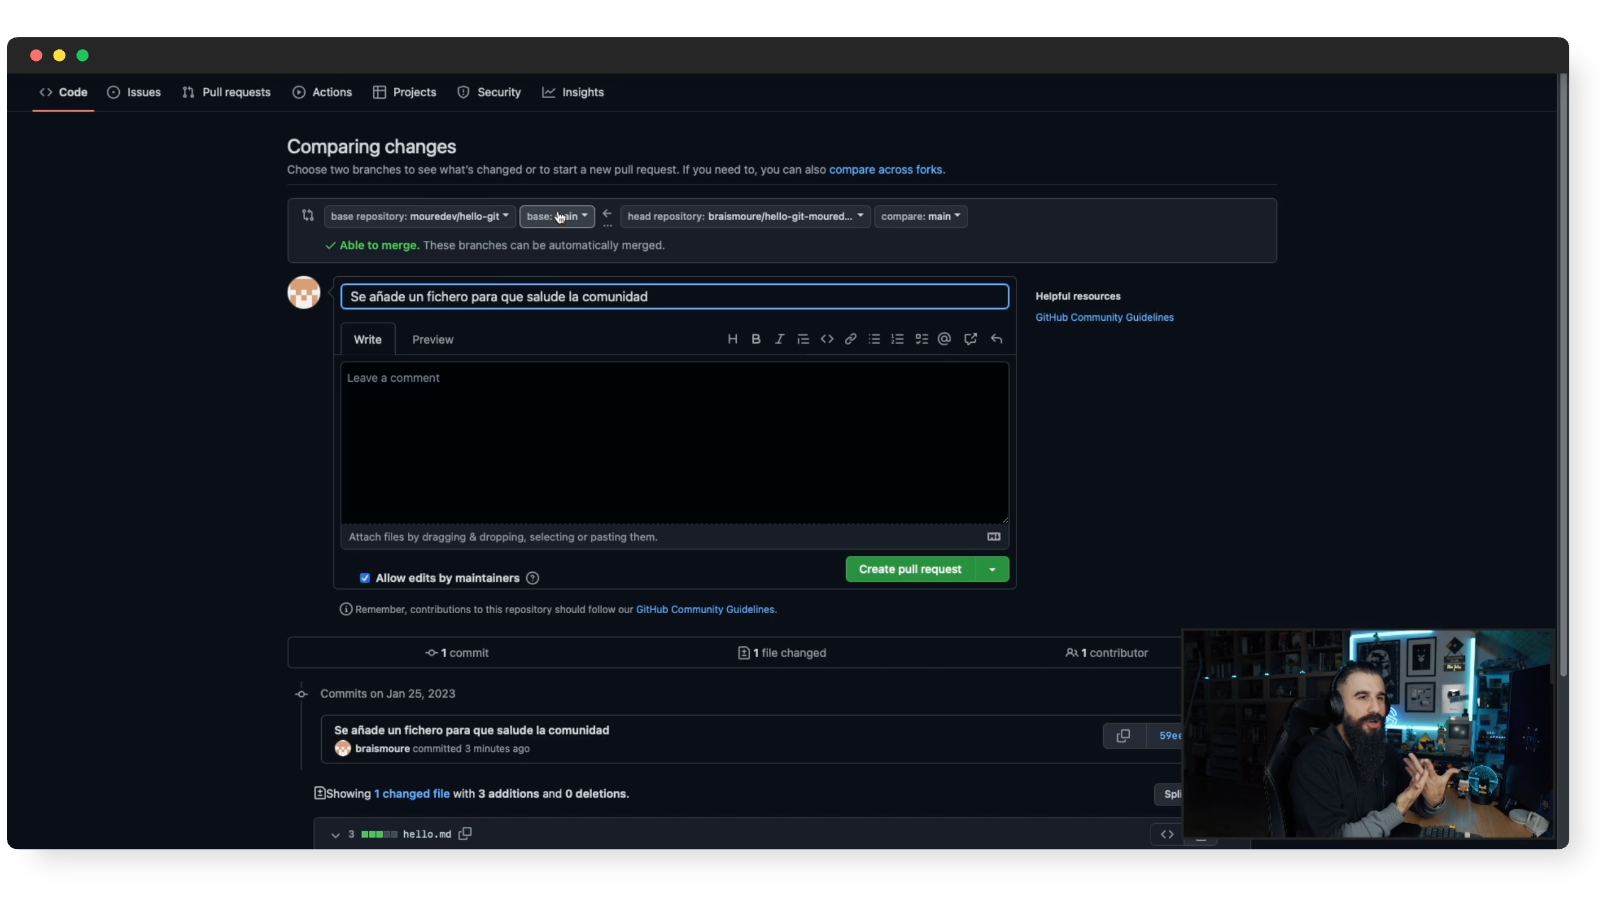 Code Issues Pull requests Actions Projects Security Insights
Comparing changes
Choose two branches to see what's changed or to start a new pull request. If you need to, you can also compare across forks.
base repository: mouredev/hello-git base: main head repository: braismoure/hello-git-moured... compare: main
Able to merge. These branches can be automatically merged.
Se añade un fichero para que salude la comunidad
Helpful resources
GitHub Community Guidelines
Write Preview
Leave a comment
Attach files by dragging & dropping, selecting or pasting them.
Allow edits by maintainers
Create pull request
Remember, contributions to this repository should follow our GitHub Community Guidelines.
1 commit 1 file changed 1 contributor
Commits on Jan 25, 2023
Se añade un fichero para que salude la comunidad
braismoure committed 3 minutes ago
59ee
Showing 1 changed file with 3 additions and 0 deletions.
Spli
3 hello.md